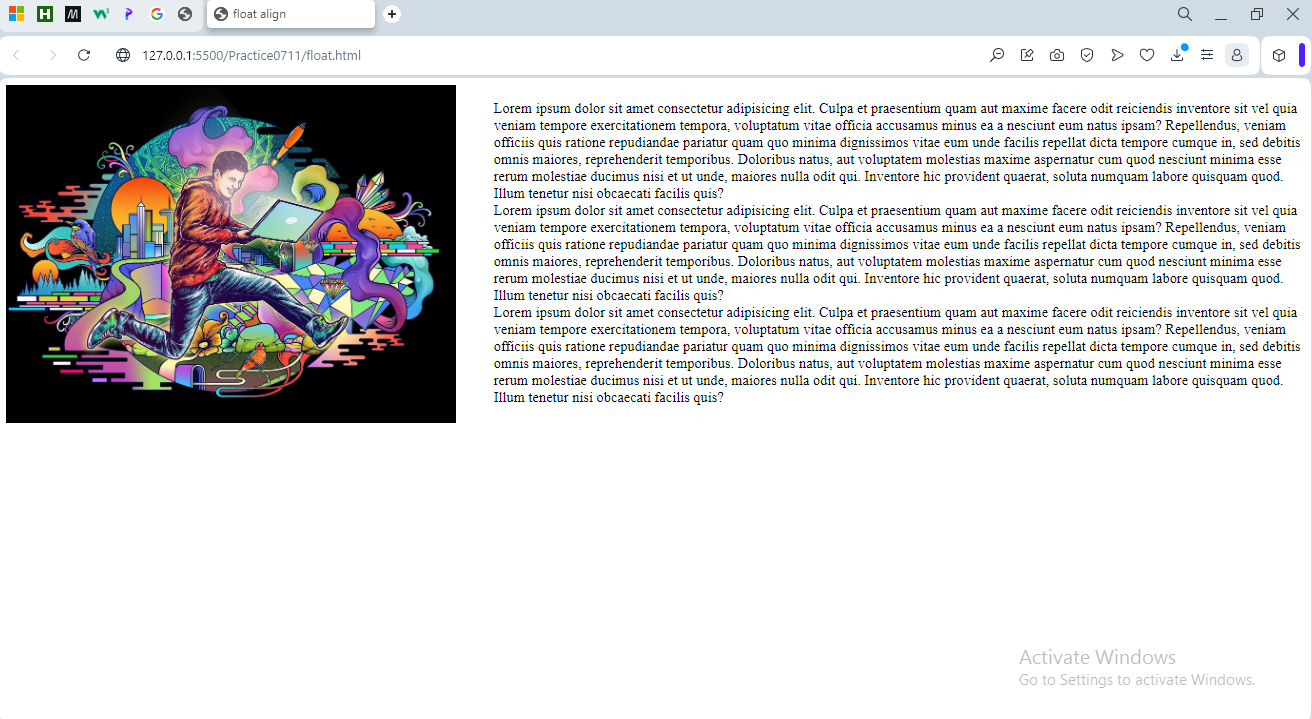 float align
127.0.0.1:5500/Practice0711/float.html
Lorem ipsum dolor sit amet consectetur adipisicing elit. Culpa et praesentium quam aut maxime facere odit reiciendis inventore sit vel quia
veniam tempore exercitationem tempora, voluptatum vitae officia accusamus minus ea a nesciunt eum natus ipsam? Repellendus, veniam
officiis quis ratione repudiandae pariatur quam quo minima dignissimos vitae eum unde facilis repellat dicta tempore cumque in, sed debitis
omnis maiores, reprehenderit temporibus. Doloribus natus, aut voluptatem molestias maxime aspernatur cum quod nesciunt minima esse
rerum molestiae ducimus nisi et ut unde, maiores nulla odit qui. Inventore hic provident quaerat, soluta numquam labore quisquam quod.
Illum tenetur nisi obcaecati facilis quis?
Lorem ipsum dolor sit amet consectetur adipisicing elit. Culpa et praesentium quam aut maxime facere odit reiciendis inventore sit vel quia
veniam tempore exercitationem tempora, voluptatum vitae officia accusamus minus ea a nesciunt eum natus ipsam? Repellendus, veniam
officiis quis ratione repudiandae pariatur quam quo minima dignissimos vitae eum unde facilis repellat dicta tempore cumque in, sed debitis
omnis maiores, reprehenderit temporibus. Doloribus natus, aut voluptatem molestias maxime aspernatur cum quod nesciunt minima esse
rerum molestiae ducimus nisi et ut unde, maiores nulla odit qui. Inventore hic provident quaerat, soluta numquam labore quisquam quod.
Illum tenetur nisi obcaecati facilis quis?
Lorem ipsum dolor sit amet consectetur adipisicing elit. Culpa et praesentium quam aut maxime facere odit reiciendis inventore sit vel quia
veniam tempore exercitationem tempora, voluptatum vitae officia accusamus minus ea a nesciunt eum natus ipsam? Repellendus, veniam
officiis quis ratione repudiandae pariatur quam quo minima dignissimos vitae eum unde facilis repellat dicta tempore cumque in, sed debitis
omnis maiores, reprehenderit temporibus. Doloribus natus, aut voluptatem molestias maxime aspernatur cum quod nesciunt minima esse
rerum molestiae ducimus nisi et ut unde, maiores nulla odit qui. Inventore hic provident quaerat, soluta numquam labore quisquam quod.
Illum tenetur nisi obcaecati facilis quis?
Activate Windows
Go to Settings to activate Windows.